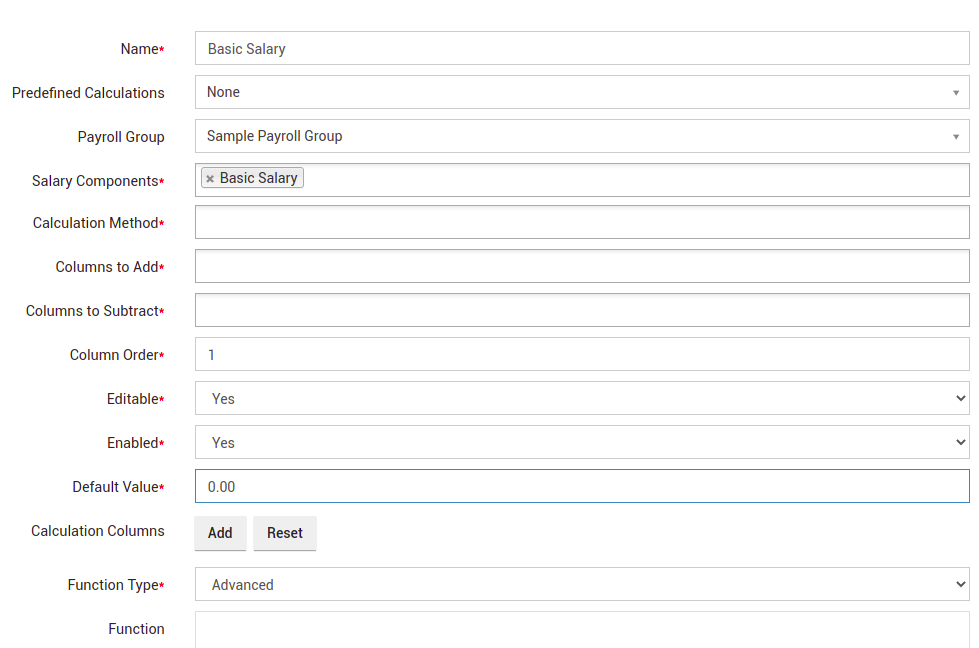 Name* Basic Salary
Predefined Calculations None
Payroll Group Sample Payroll Group
Salary Components* × Basic Salary
Calculation Method*
Columns to Add*
Columns to Subtract*
Column Order* 1
Editable* Yes
Enabled* Yes
Default Value* 0.00
Calculation Columns Add Reset
Function Type* Advanced
Function